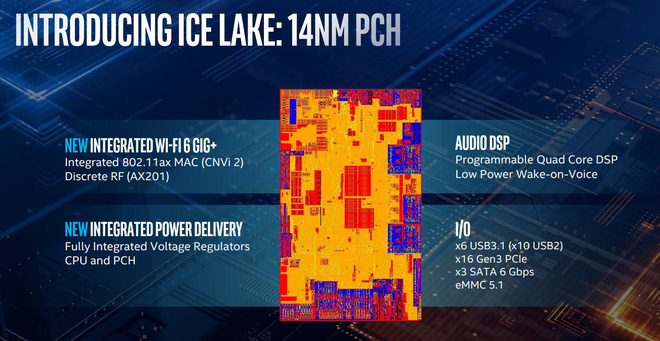 INTRODUCING ICE LAKE: 14NM PCH
NEW INTEGRATED WI-FI 6 GIG+
Integrated 802.11ax MAC (CNVi 2)
Discrete RF (AX201)
NEW INTEGRATED POWER DELIVERY
Fully Integrated Voltage Regulators
CPU and PCH
AUDIO DSP
Programmable Quad Core DSP
Low Power Wake-on-Voice
I/O
x6 USB3.1 (x10 USB2)
x16 Gen3 PCIe
x3 SATA 6 Gbps
eMMC 5.1